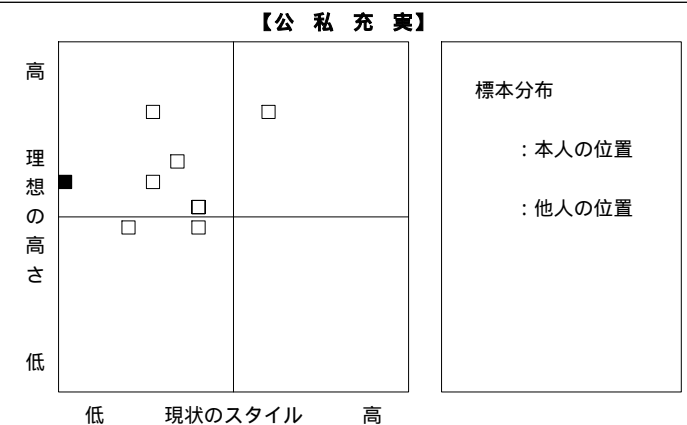 【公 私 充 実】
高
理想の高さ
低
低 現状のスタイル 高
標本分布
：本人の位置
：他人の位置